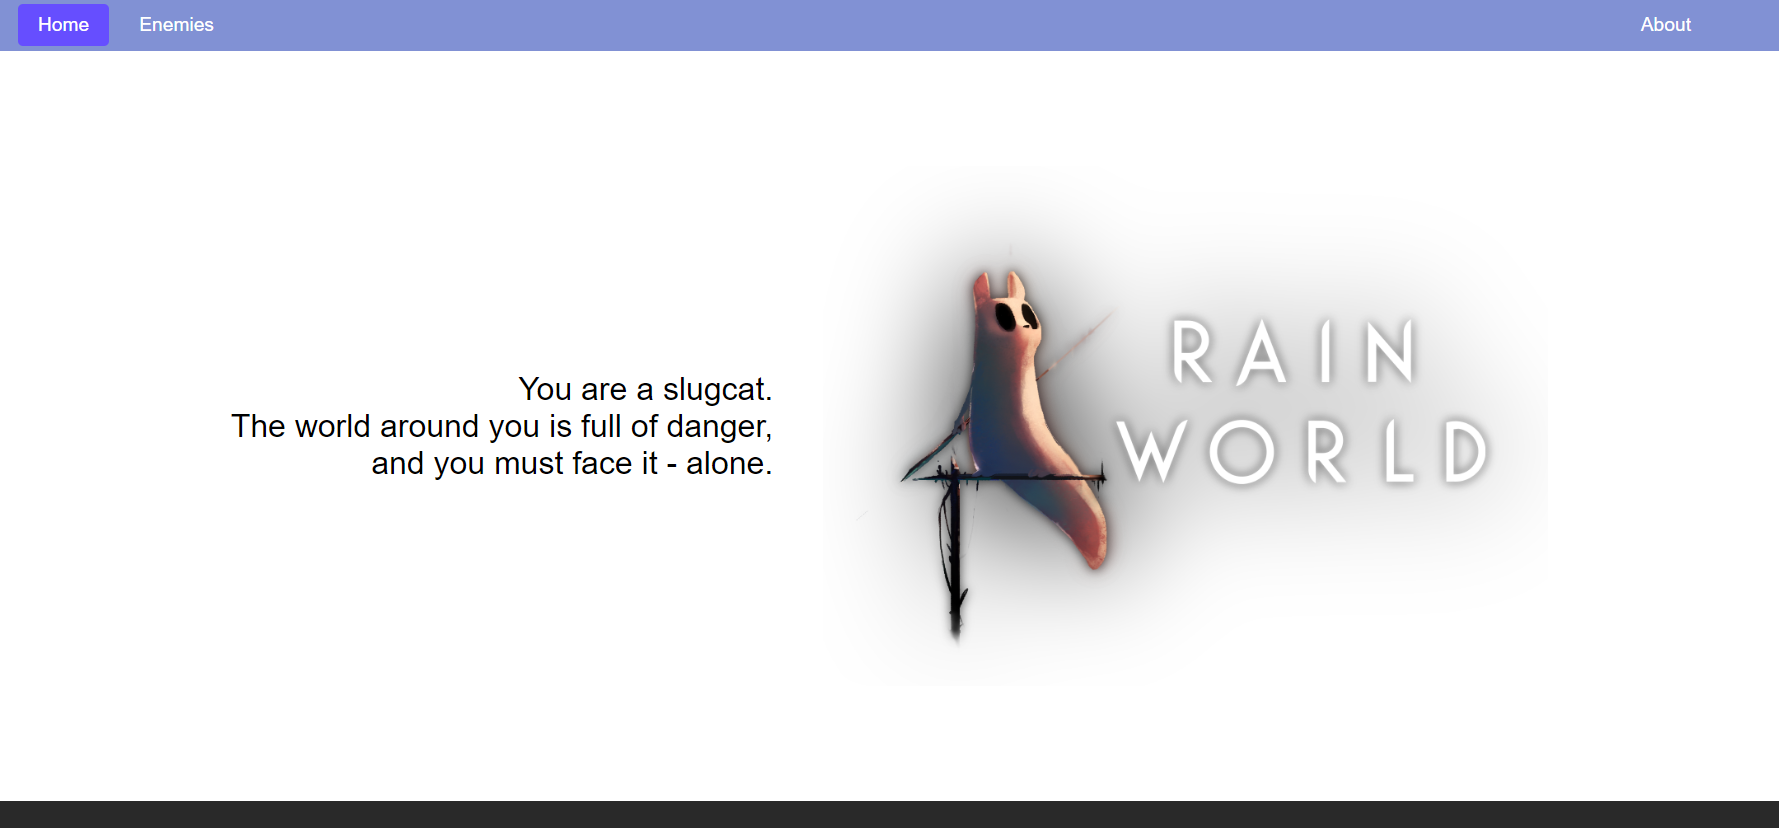 Home
Enemies
About
You are a slugcat.
The world around you is full of danger,
and you must face it - alone.
RAIN
WORLD